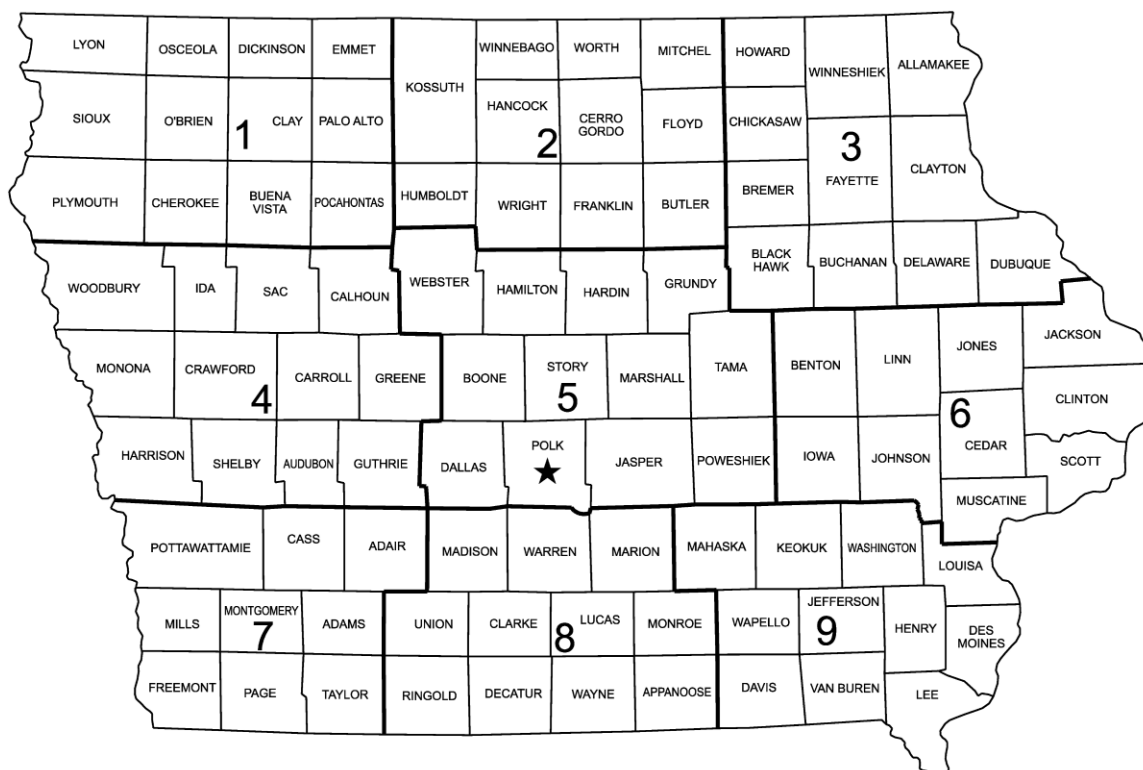 LYON
OSCEOLA
DICKINSON
EMMET
KOSSUTH
WINNEBAGO
WORTH
MITCHEL
HOWARD
WINNESHIEK
ALLAMAKEE
SIOUX
O'BRIEN
1
CLAY
PALO ALTO
HANCOCK
2
CERRO
GORDO
FLOYD
CHICKASAW
3
FAYETTE
CLAYTON
PLYMOUTH
CHEROKEE
BUENA
VISTA
POCAHONTAS
HUMBOLDT
WRIGHT
FRANKLIN
BUTLER
BREMER
BLACK
HAWK
BUCHANAN
DELAWARE
DUBUQUE
WOODBURY
IDA
SAC
CALHOUN
WEBSTER
HAMILTON
HARDIN
GRUNDY
MONONA
CRAWFORD
4
CARROLL
GREENE
BOONE
STORY
5
MARSHALL
TAMA
BENTON
LINN
JONES
JACKSON
6
CEDAR
CLINTON
HARRISON
SHELBY
AUDUBON
GUTHRIE
DALLAS
POLK
JASPER
POWESHIEK
IOWA
JOHNSON
SCOTT
MUSCATINE
POTTAWATTAMIE
CASS
ADAIR
MADISON
WARREN
MARION
MAHASKA
KEOKUK
WASHINGTON
LOUISA
MILLS
MONTGOMERY
7
ADAMS
UNION
CLARKE
8
LUCAS
MONROE
WAPELLO
JEFFERSON
9
HENRY
DES
MOINES
FREEMONT
PAGE
TAYLOR
RINGOLD
DECATUR
WAYNE
APPANOOSE
DAVIS
VAN BUREN
LEE